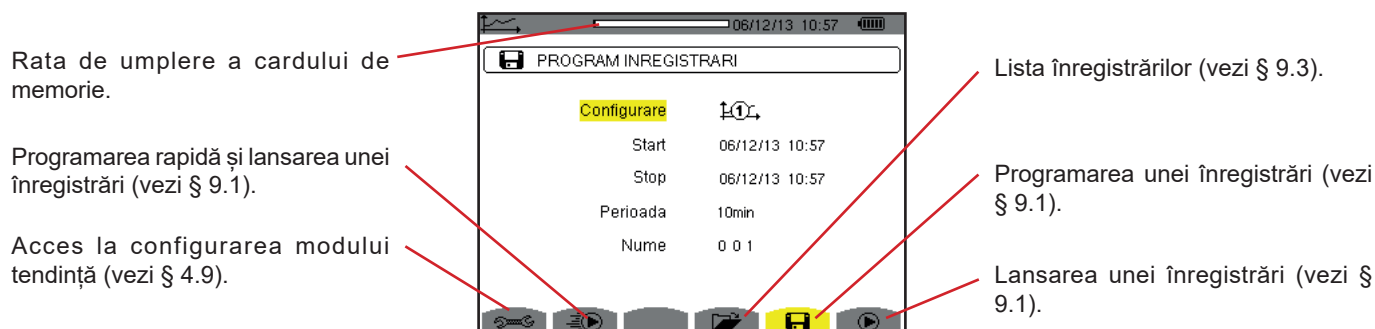 06/12/13 10:57
PROGRAM INREGISTRARI
Configurare 1
Start 06/12/13 10:57
Stop 06/12/13 10:57
Perioada 10min
Nume 0 0 1
Rata de umplere a cardului de
memorie.
Programarea rapidă și lansarea unei
înregistrări (vezi § 9.1).
Acces la configurarea modului
tendință (vezi § 4.9).
Lista înregistrărilor (vezi § 9.3).
Programarea unei înregistrări (vezi
§ 9.1).
Lansarea unei înregistrări (vezi §
9.1).